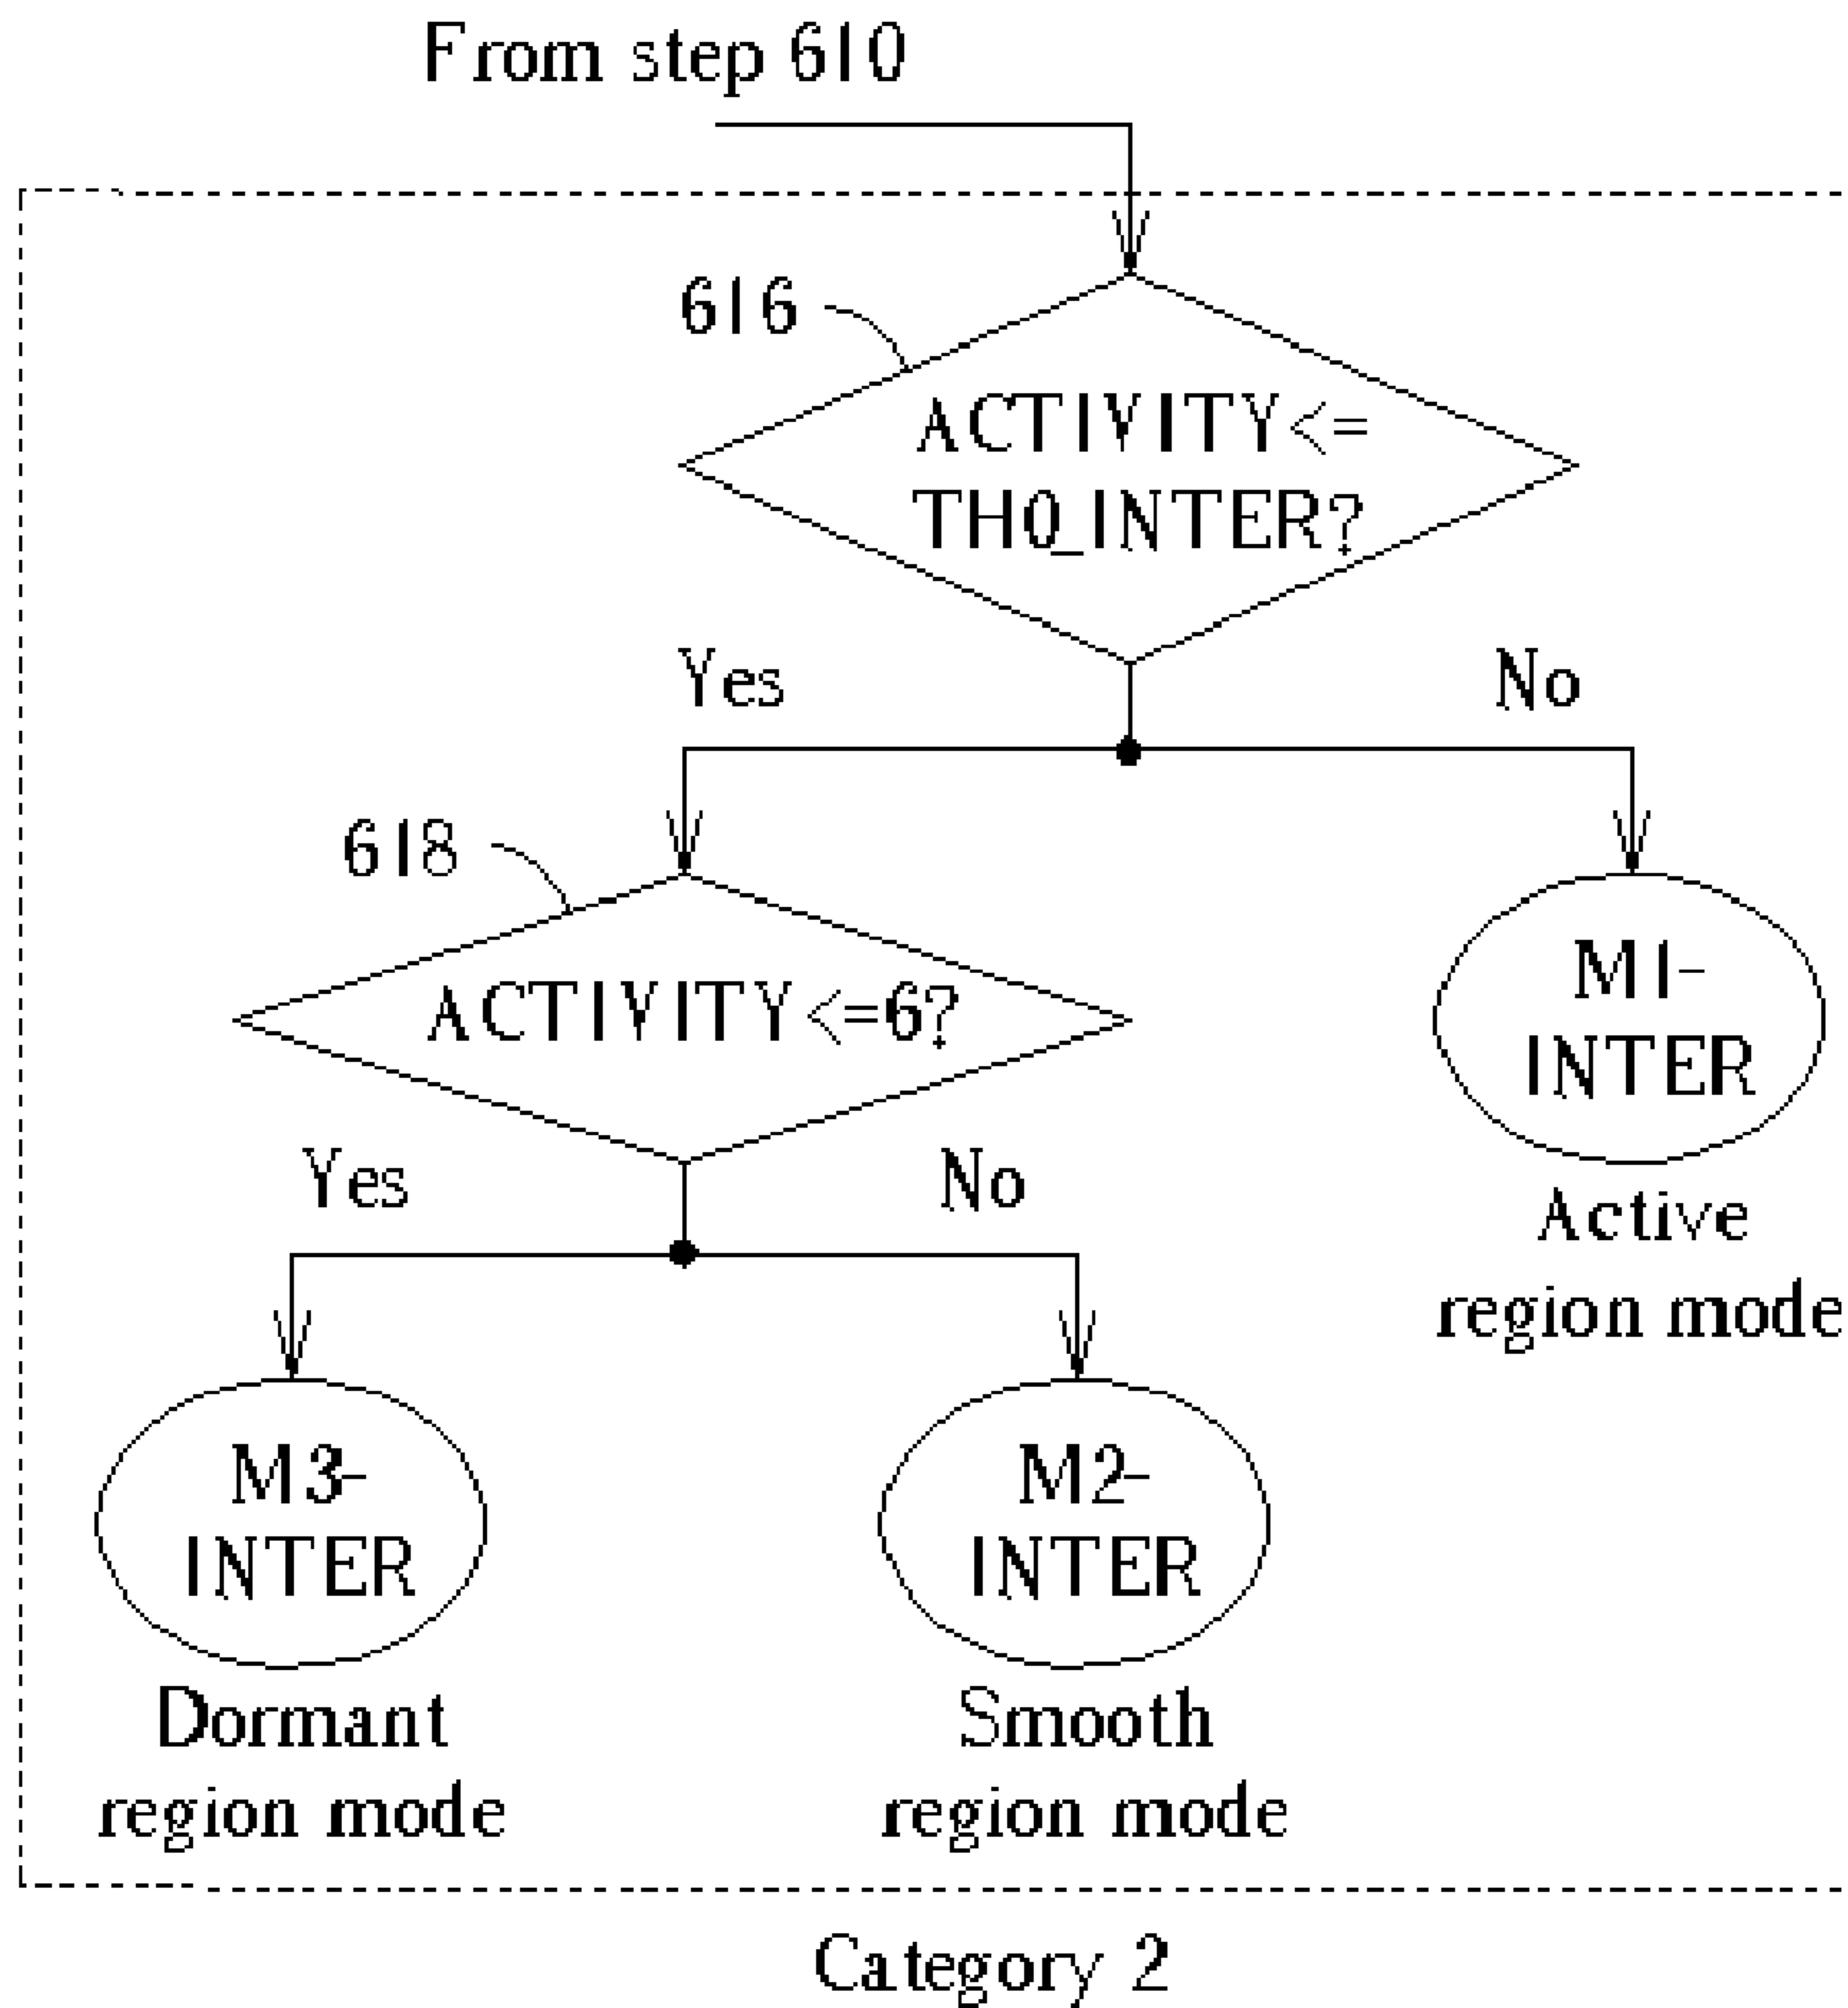 From step 610
616
ACTIVITY<=
TH0_INTER?
Yes
No
618
ACTIVITY<=6?
M1-
INTER
Yes
No
Active
region mode
M3-
INTER
M2-
INTER
Dormant
region mode
Smooth
region mode
Category 2